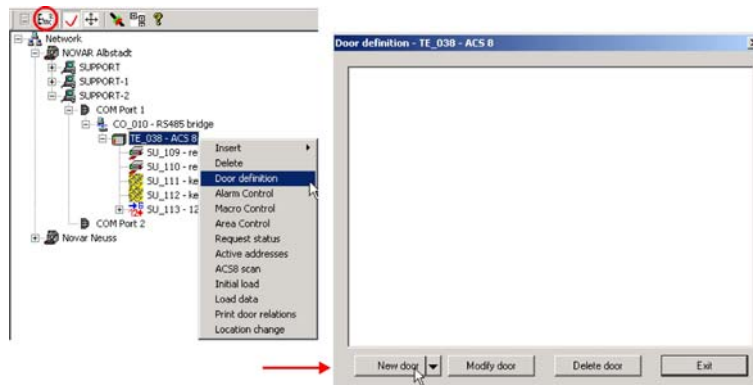 Network
NOVAR Albstadt
SUPPORT
SUPPORT-1
SUPPORT-2
COM Port 1
CO_010 - RS485 bridge
TE_038 - ACS 8
SU_109 - re
SU_110 - re
SU_111 - ke
SU_112 - ke
SU_113 - 12
COM Port 2
Novar Neuss
Insert
Delete
Door definition
Alarm Control
Macro Control
Area Control
Request status
Active addresses
ACS8 scan
Initial load
Load data
Print door relations
Location change
Door definition - TE_038 - ACS 8
New door
Modify door
Delete door
Exit